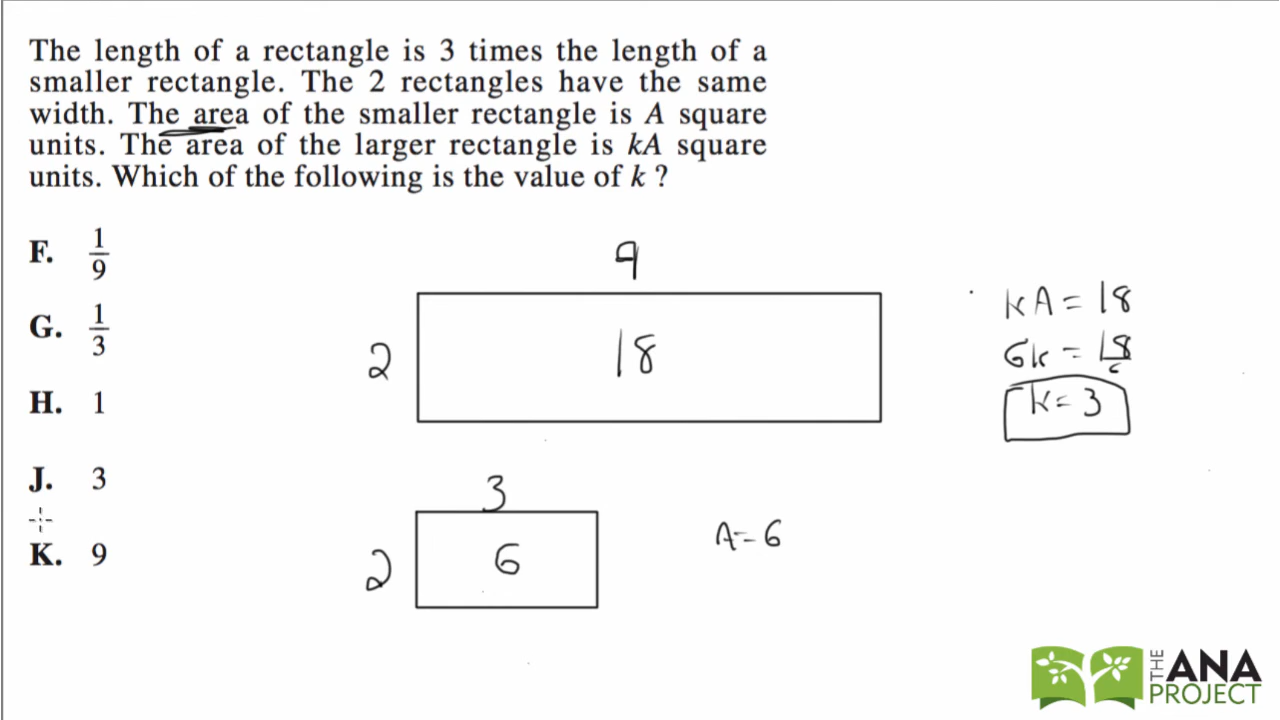 The length of a rectangle is 3 times the length of a
smaller rectangle. The 2 rectangles have the same
width. The area of the smaller rectangle is A square
units. The area of the larger rectangle is kA square
units. Which of the following is the value of k ?
F. 1/9
G. 1/3
H. 1
J. 3
K. 9
9
2
18
3
2
6
A=6
kA=18
6k=18
6
k=3
THE ANA PROJECT